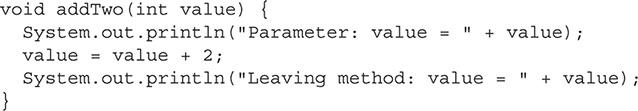 void addTwo(int value) {
  System.out.println("Parameter: value = " + value);
  value = value + 2;
  System.out.println("Leaving method: value = " + value);
}